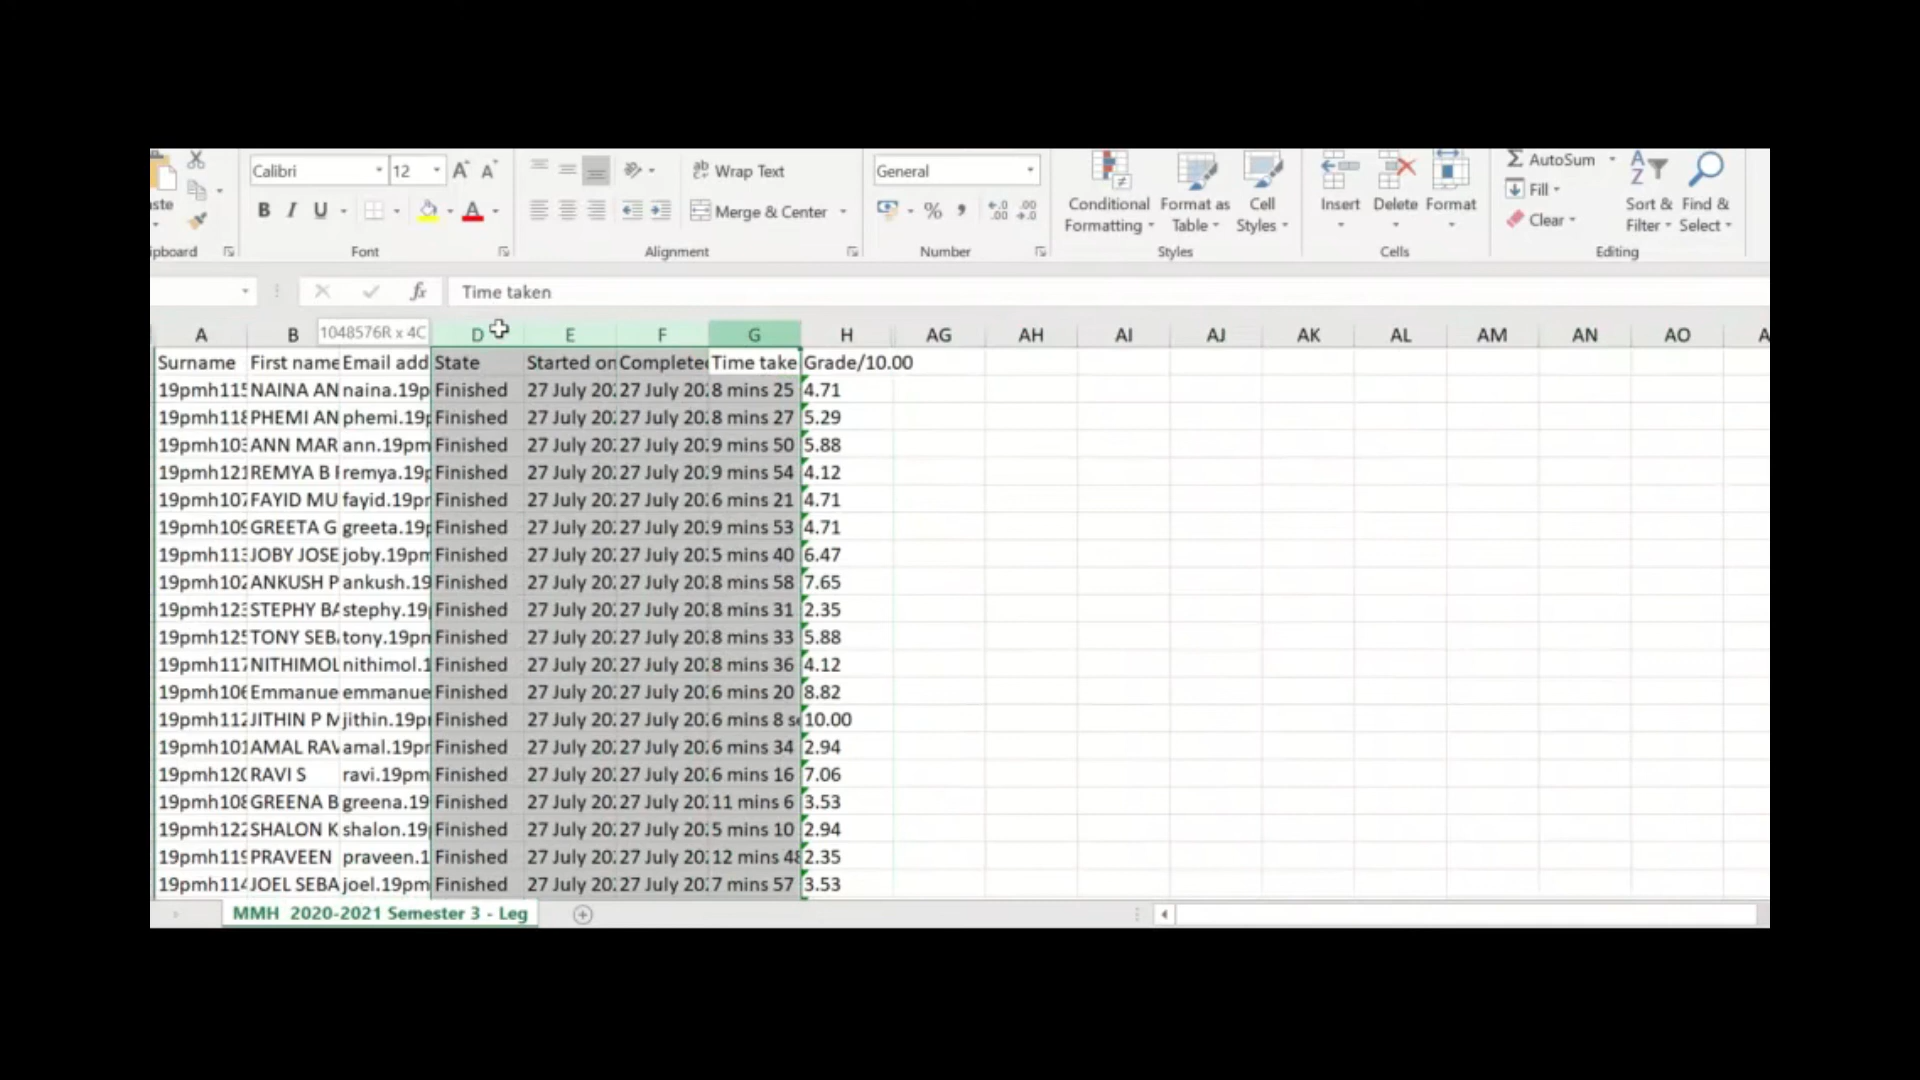 Calibri 12 Wrap Text General AutoSum
ste B I U Merge & Center % Conditional Formatting Format as Table Cell Styles Insert Delete Format Fill Clear Sort & Filter Find & Select
ipboard Font Alignment Number Styles Cells Editing
fx Time taken
A B 1048576R x 4C D E F G H AG AH AI AJ AK AL AM AN AO A
Surname First name Email add State Started on Completed Time take Grade/10.00
19pmh115 NAINA AN naina.19p Finished 27 July 20 27 July 20 8 mins 25 4.71
19pmh118 PHEMI AN phemi.19p Finished 27 July 20 27 July 20 8 mins 27 5.29
19pmh103 ANN MAR ann.19pm Finished 27 July 20 27 July 20 9 mins 50 5.88
19pmh121 REMYA B remya.19p Finished 27 July 20 27 July 20 9 mins 54 4.12
19pmh107 FAYID MU fayid.19pm Finished 27 July 20 27 July 20 6 mins 21 4.71
19pmh109 GREETA G greeta.19p Finished 27 July 20 27 July 20 9 mins 53 4.71
19pmh113 JOBY JOSE joby.19pm Finished 27 July 20 27 July 20 5 mins 40 6.47
19pmh102 ANKUSH P ankush.19 Finished 27 July 20 27 July 20 8 mins 58 7.65
19pmh123 STEPHY BA stephy.19 Finished 27 July 20 27 July 20 8 mins 31 2.35
19pmh125 TONY SEB tony.19pm Finished 27 July 20 27 July 20 8 mins 33 5.88
19pmh117 NITHIMOL nithimol.1 Finished 27 July 20 27 July 20 8 mins 36 4.12
19pmh106 Emmanue emmanue Finished 27 July 20 27 July 20 6 mins 20 8.82
19pmh112 JITHIN P M jithin.19p Finished 27 July 20 27 July 20 6 mins 8 se 10.00
19pmh101 AMAL RAV amal.19pm Finished 27 July 20 27 July 20 6 mins 34 2.94
19pmh120 RAVI S ravi.19pm Finished 27 July 20 27 July 20 6 mins 16 7.06
19pmh108 GREENA B greena.19 Finished 27 July 20 27 July 20 11 mins 6 3.53
19pmh122 SHALON K shalon.19 Finished 27 July 20 27 July 20 5 mins 10 2.94
19pmh119 PRAVEEN praveen.1 Finished 27 July 20 27 July 20 12 mins 48 2.35
19pmh114 JOEL SEBA joel.19pm Finished 27 July 20 27 July 20 7 mins 57 3.53
MMH 2020-2021 Semester 3 - Leg